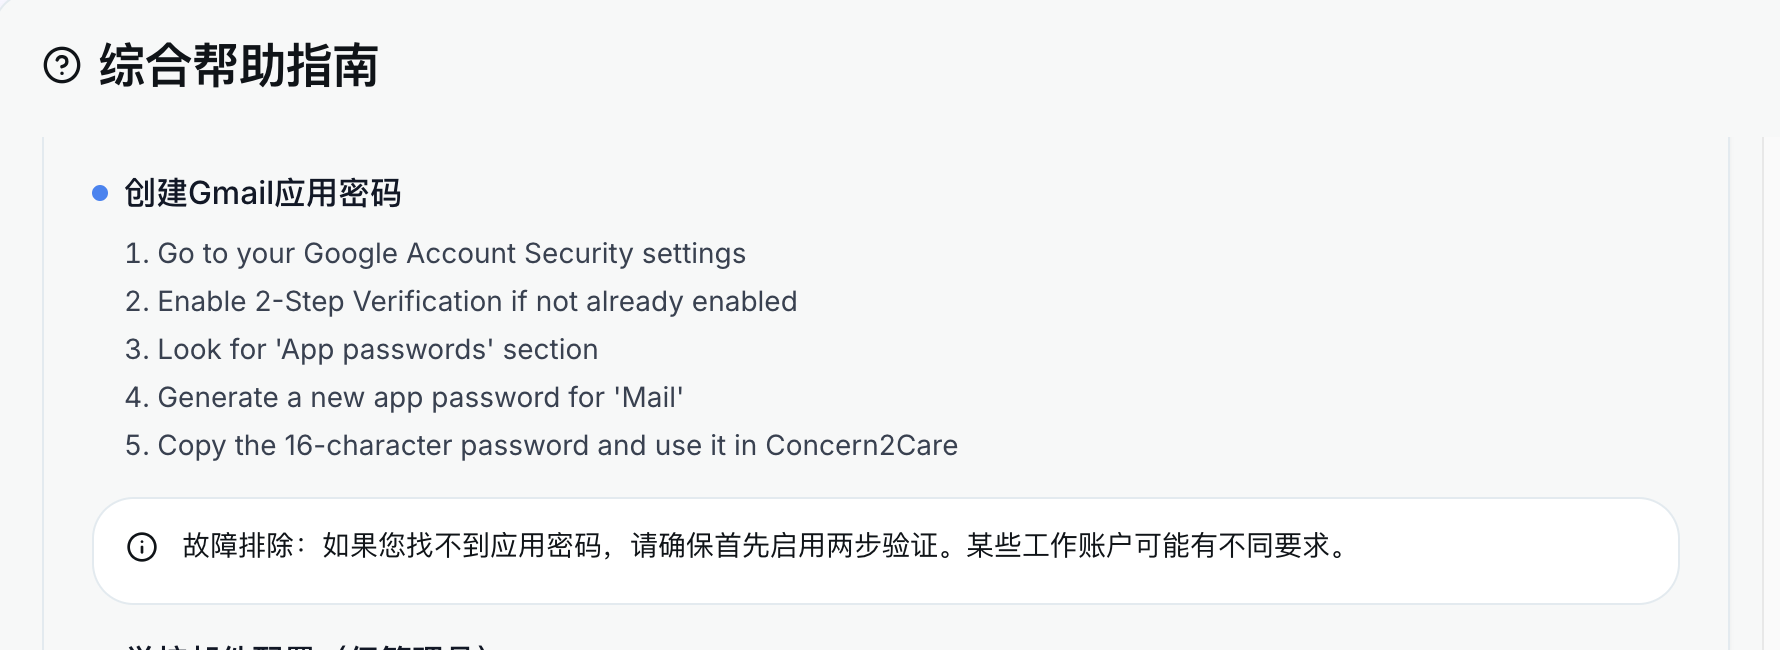 综合帮助指南
创建Gmail应用密码
1. Go to your Google Account Security settings
2. Enable 2-Step Verification if not already enabled
3. Look for 'App passwords' section
4. Generate a new app password for 'Mail'
5. Copy the 16-character password and use it in Concern2Care
故障排除：如果您找不到应用密码，请确保首先启用两步验证。某些工作账户可能有不同要求。